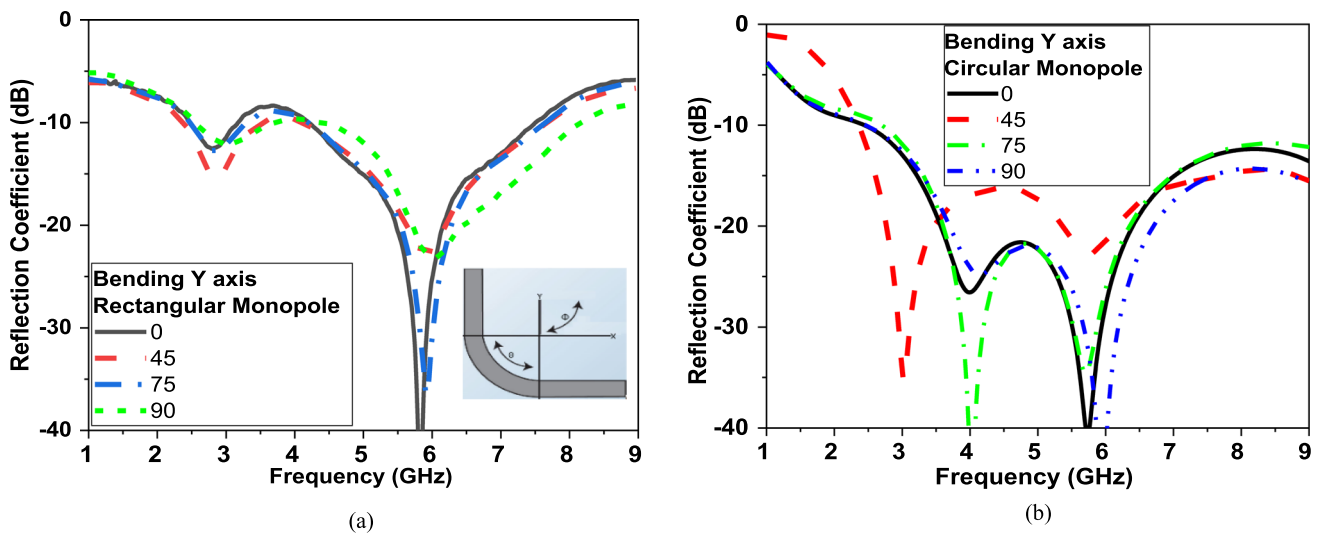 0
-10
-20
-30
-40
Reflection Coefficient (dB)
Bending Y axis
Rectangular Monopole
0
45
75
90
Y
Φ
X
θ
1 2 3 4 5 6 7 8 9
Frequency (GHz)
(a)
0
-10
-20
-30
-40
Reflection Coefficient (dB)
Bending Y axis
Circular Monopole
0
45
75
90
1 2 3 4 5 6 7 8 9
Frequency (GHz)
(b)